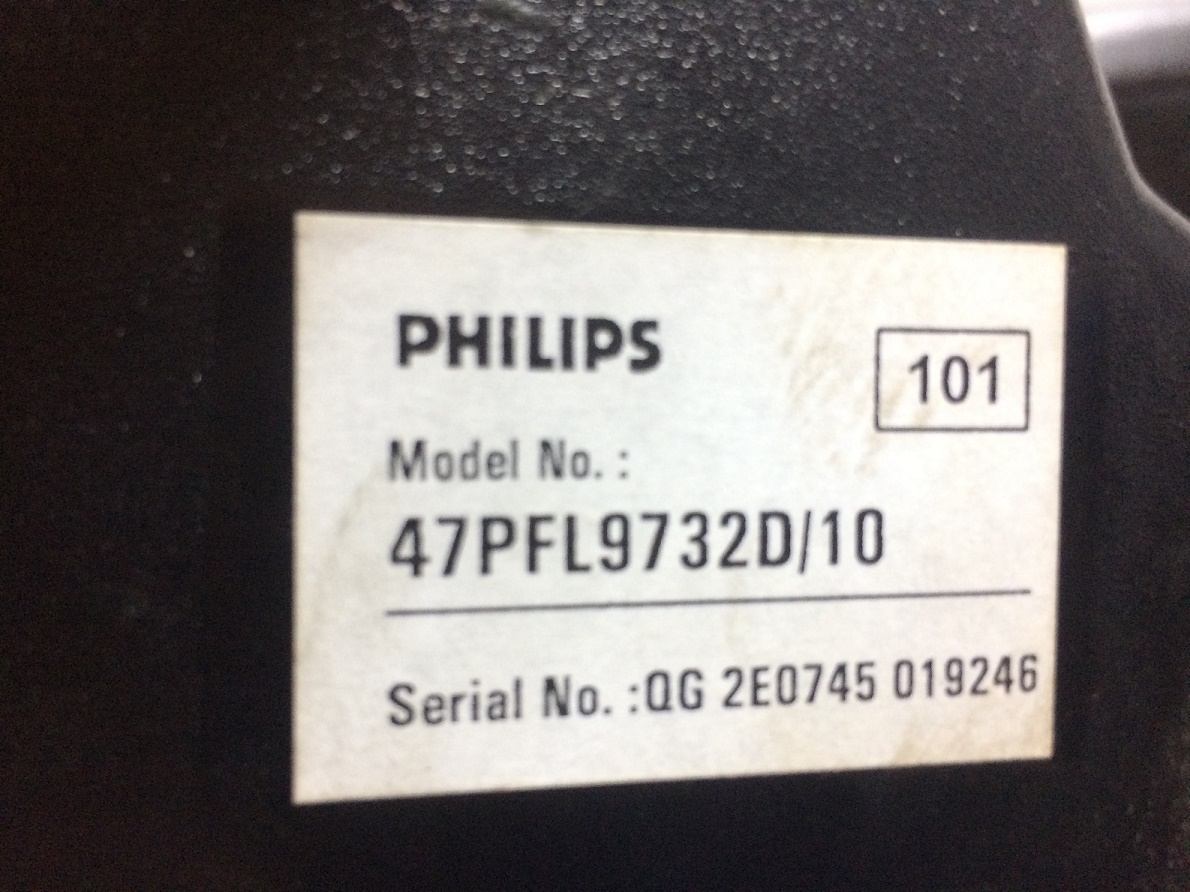 PHILIPS
101
Model No. :
47PFL9732D/10
Serial No. :QG 2E0745 019246